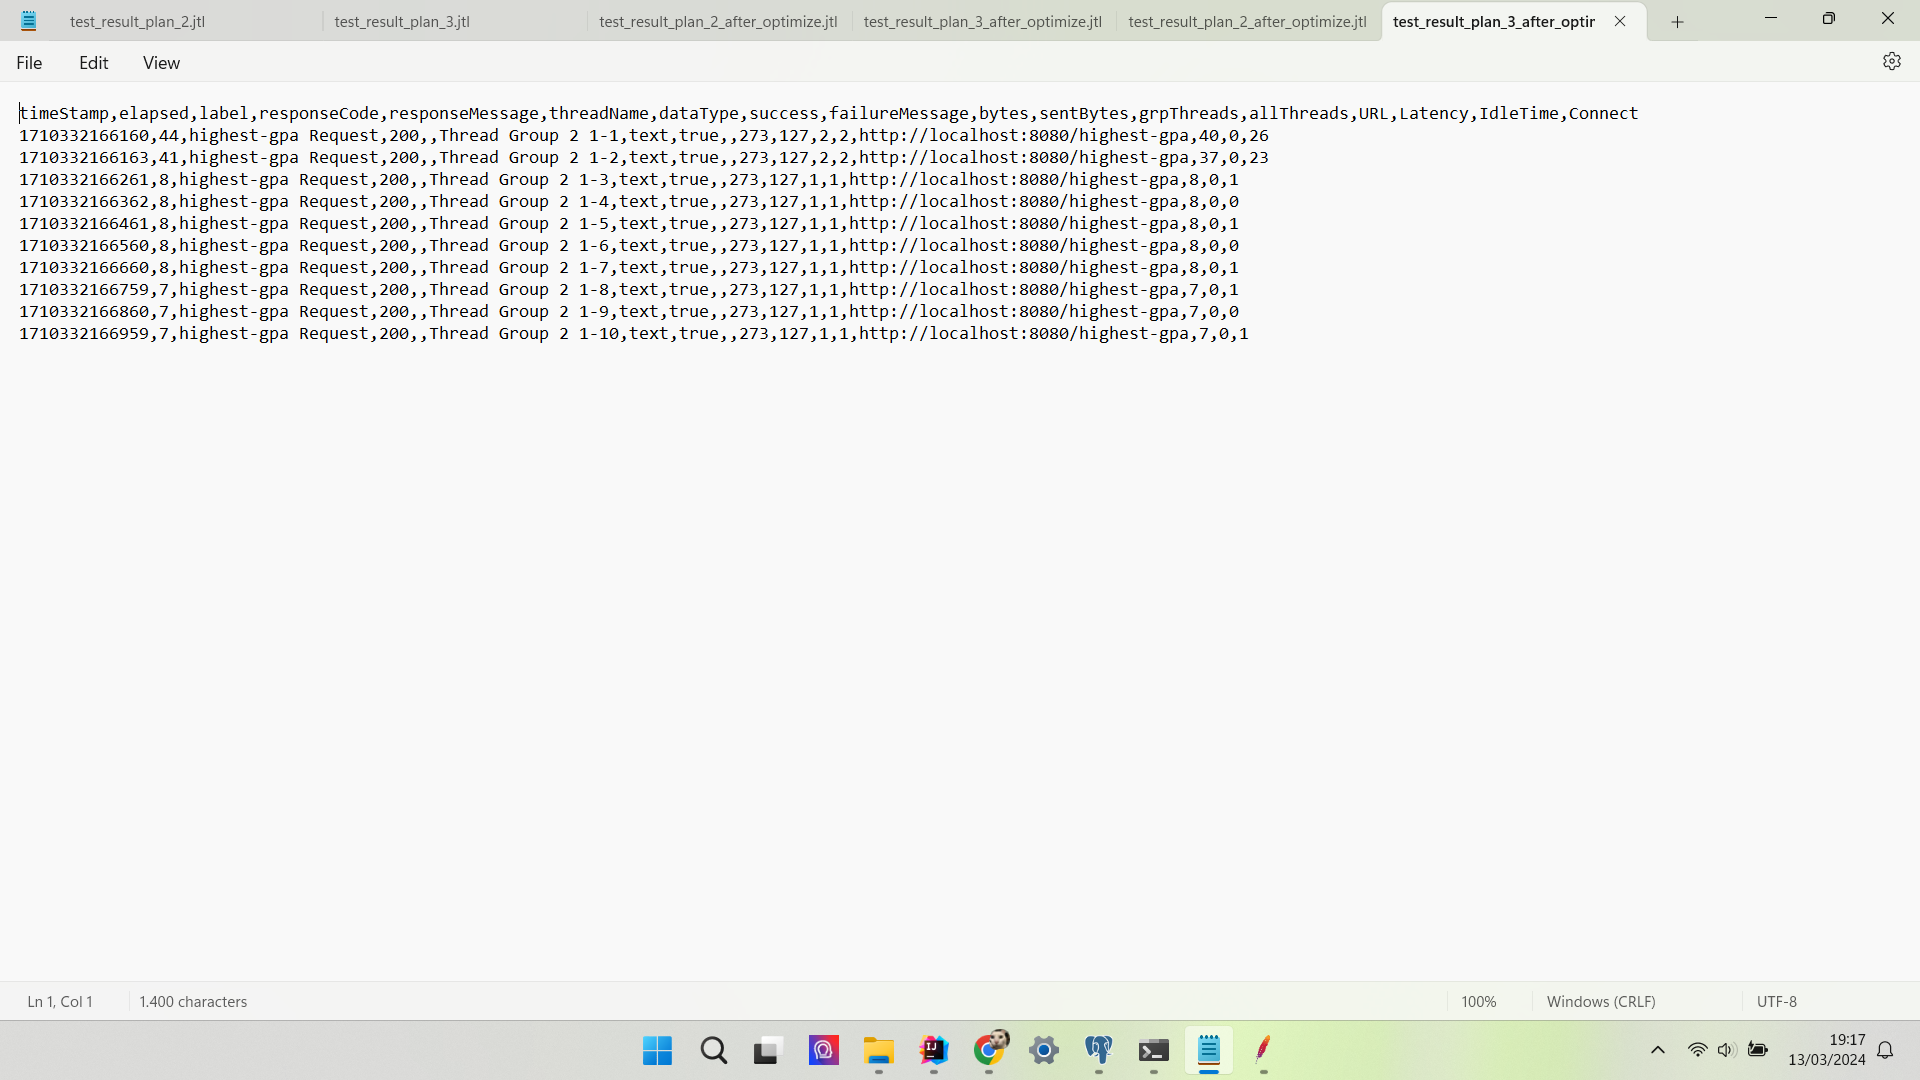 test_result_plan_2.jtl
test_result_plan_3.jtl
test_result_plan_2_after_optimize.jtl
test_result_plan_3_after_optimize.jtl
test_result_plan_2_after_optimize.jtl
test_result_plan_3_after_optir
File
Edit
View
timeStamp,elapsed,label,responseCode,responseMessage,threadName,dataType,success,failureMessage,bytes,sentBytes,grpThreads,allThreads,URL,Latency,IdleTime,Connect
1710332166160,44,highest-gpa Request,200,,Thread Group 2 1-1,text,true,,273,127,2,2,http://localhost:8080/highest-gpa,40,0,26
1710332166163,41,highest-gpa Request,200,,Thread Group 2 1-2,text,true,,273,127,2,2,http://localhost:8080/highest-gpa,37,0,23
1710332166261,8,highest-gpa Request,200,,Thread Group 2 1-3,text,true,,273,127,1,1,http://localhost:8080/highest-gpa,8,0,1
1710332166362,8,highest-gpa Request,200,,Thread Group 2 1-4,text,true,,273,127,1,1,http://localhost:8080/highest-gpa,8,0,0
1710332166461,8,highest-gpa Request,200,,Thread Group 2 1-5,text,true,,273,127,1,1,http://localhost:8080/highest-gpa,8,0,1
1710332166560,8,highest-gpa Request,200,,Thread Group 2 1-6,text,true,,273,127,1,1,http://localhost:8080/highest-gpa,8,0,0
1710332166660,8,highest-gpa Request,200,,Thread Group 2 1-7,text,true,,273,127,1,1,http://localhost:8080/highest-gpa,8,0,1
1710332166759,7,highest-gpa Request,200,,Thread Group 2 1-8,text,true,,273,127,1,1,http://localhost:8080/highest-gpa,7,0,1
1710332166860,7,highest-gpa Request,200,,Thread Group 2 1-9,text,true,,273,127,1,1,http://localhost:8080/highest-gpa,7,0,0
1710332166959,7,highest-gpa Request,200,,Thread Group 2 1-10,text,true,,273,127,1,1,http://localhost:8080/highest-gpa,7,0,1
Ln 1, Col 1
1.400 characters
100%
Windows (CRLF)
UTF-8
IJ
19:17
13/03/2024